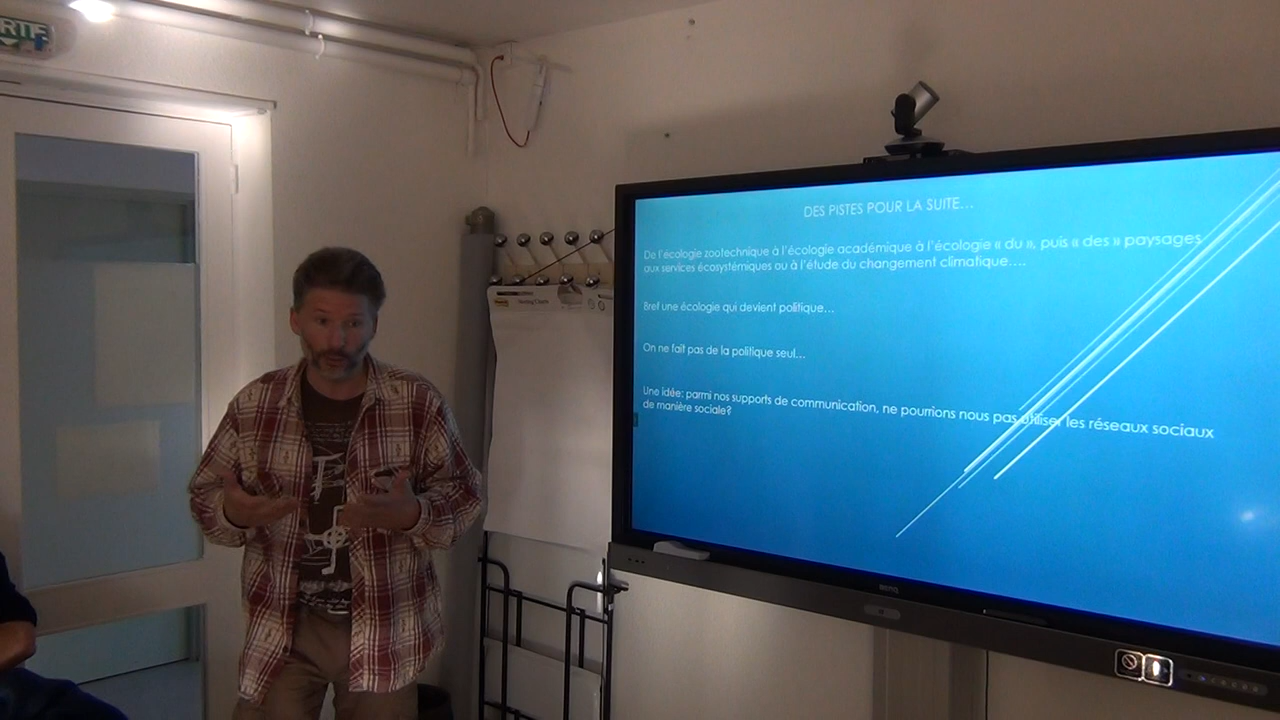 DES PISTES POUR LA SUITE...
De l'écologie zootechnique à l'écologie académique à l'écologie « du », puis « des » paysages
aux services écosystémiques ou à l'étude du changement climatique....
Bref une écologie qui devient politique...
On ne fait pas de la politique seul...
Une idée: parmi nos supports de communication, ne pourrions nous pas utiliser les réseaux sociaux
de manière sociale?
BENQ